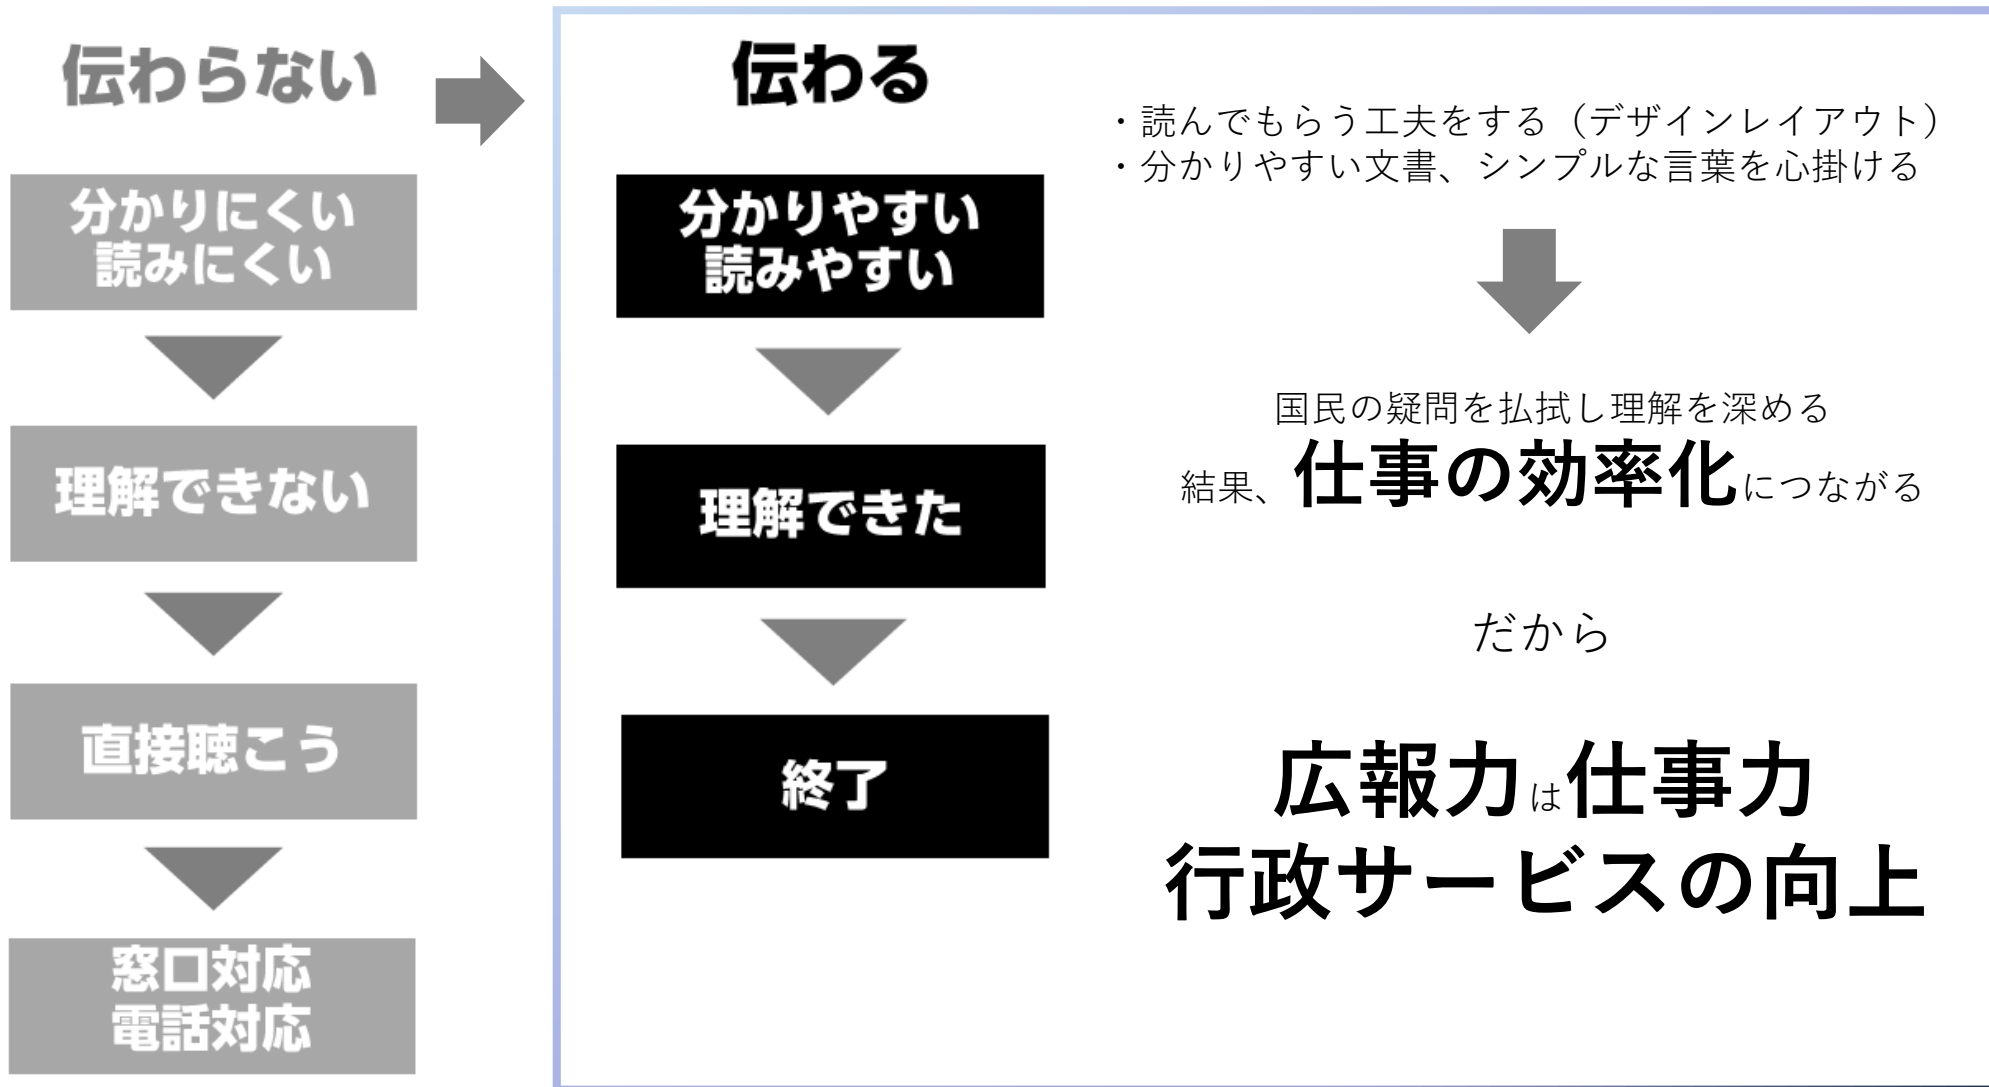 伝わらない
分かりにくい
読みにくい
理解できない
直接聴こう
窓口対応
電話対応
伝わる
分かりやすい
読みやすい
理解できた
終了
・読んでもらう工夫をする（デザインレイアウト）
・分かりやすい文書、シンプルな言葉を心掛ける
国民の疑問を払拭し理解を深める
結果、仕事の効率化につながる
だから
広報力は仕事力
行政サービスの向上